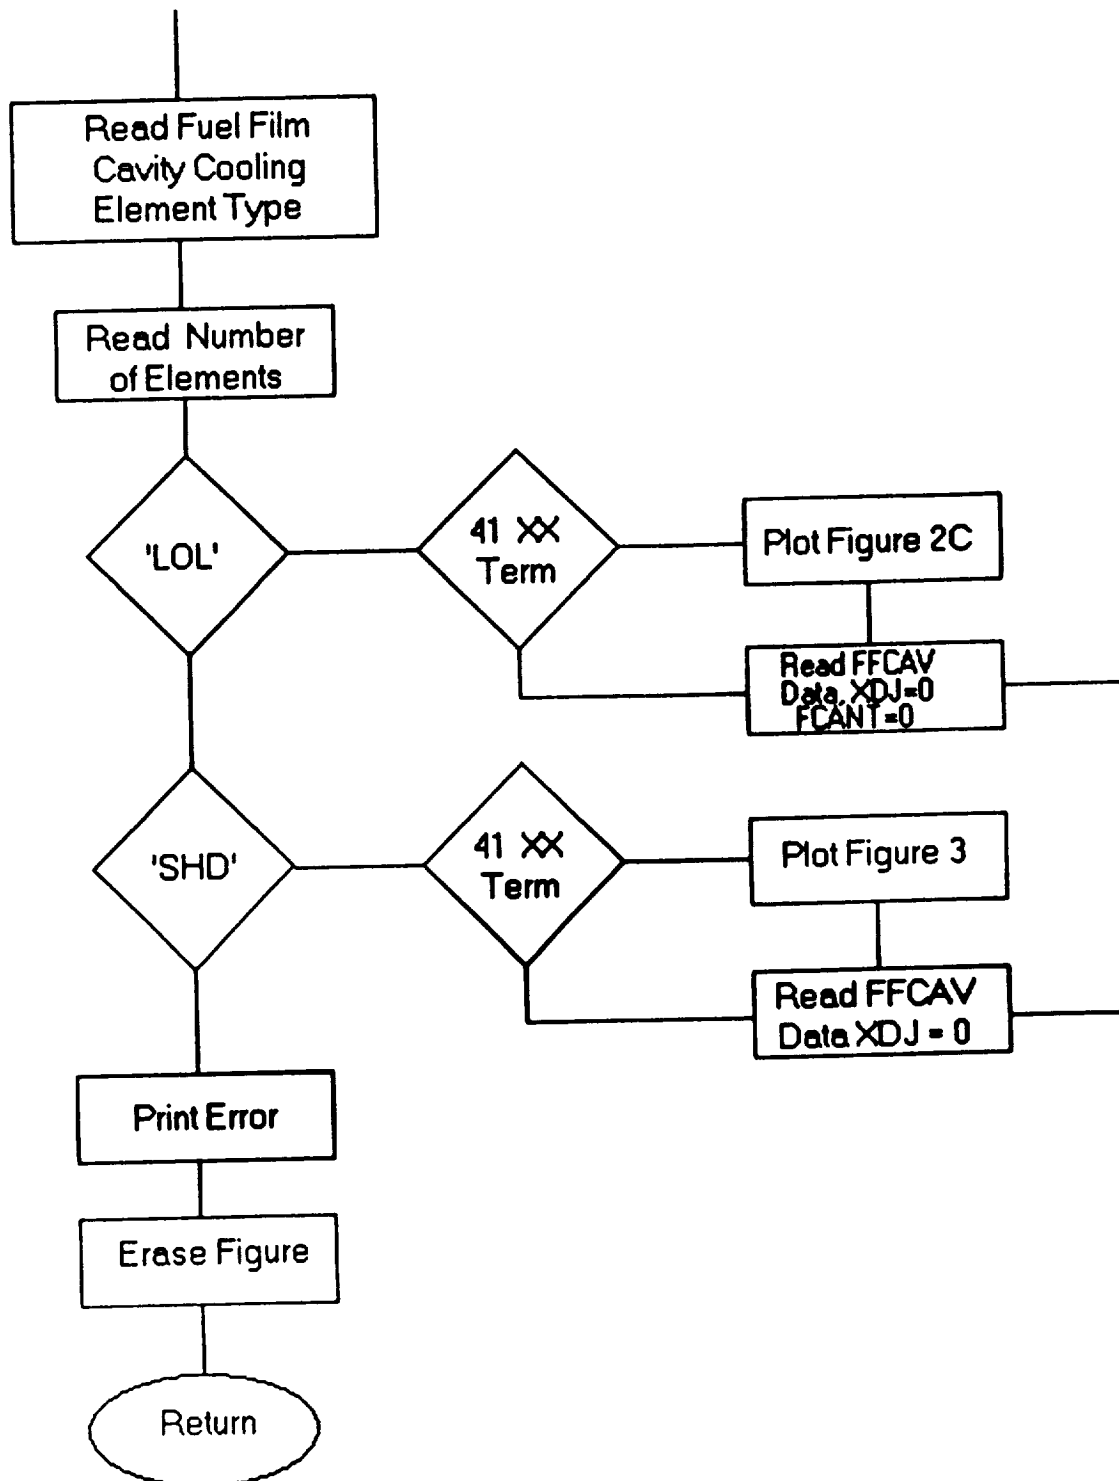 Read Fuel Film
Cavity Cooling
Element Type
Read Number
of Elements
'LOL'
41 XX
Term
Plot Figure 2C
Read FFCAV
Data, XDJ=0
FCANT=0
'SHD'
41 XX
Term
Plot Figure 3
Read FFCAV
Data XDJ = 0
Print Error
Erase Figure
Return